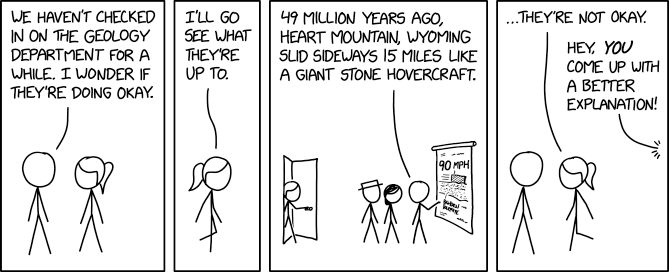 WE HAVEN'T CHECKED
IN ON THE GEOLOGY
DEPARTMENT FOR A
WHILE. I WONDER IF
THEY'RE DOING OKAY.
I'LL GO
SEE WHAT
THEY'RE
UP TO.
49 MILLION YEARS AGO,
HEART MOUNTAIN, WYOMING
SLID SIDEWAYS 15 MILES LIKE
A GIANT STONE HOVERCRAFT.
90 MPH
...THEY'RE NOT OKAY.
HEY, YOU
COME UP WITH
A BETTER
EXPLANATION!